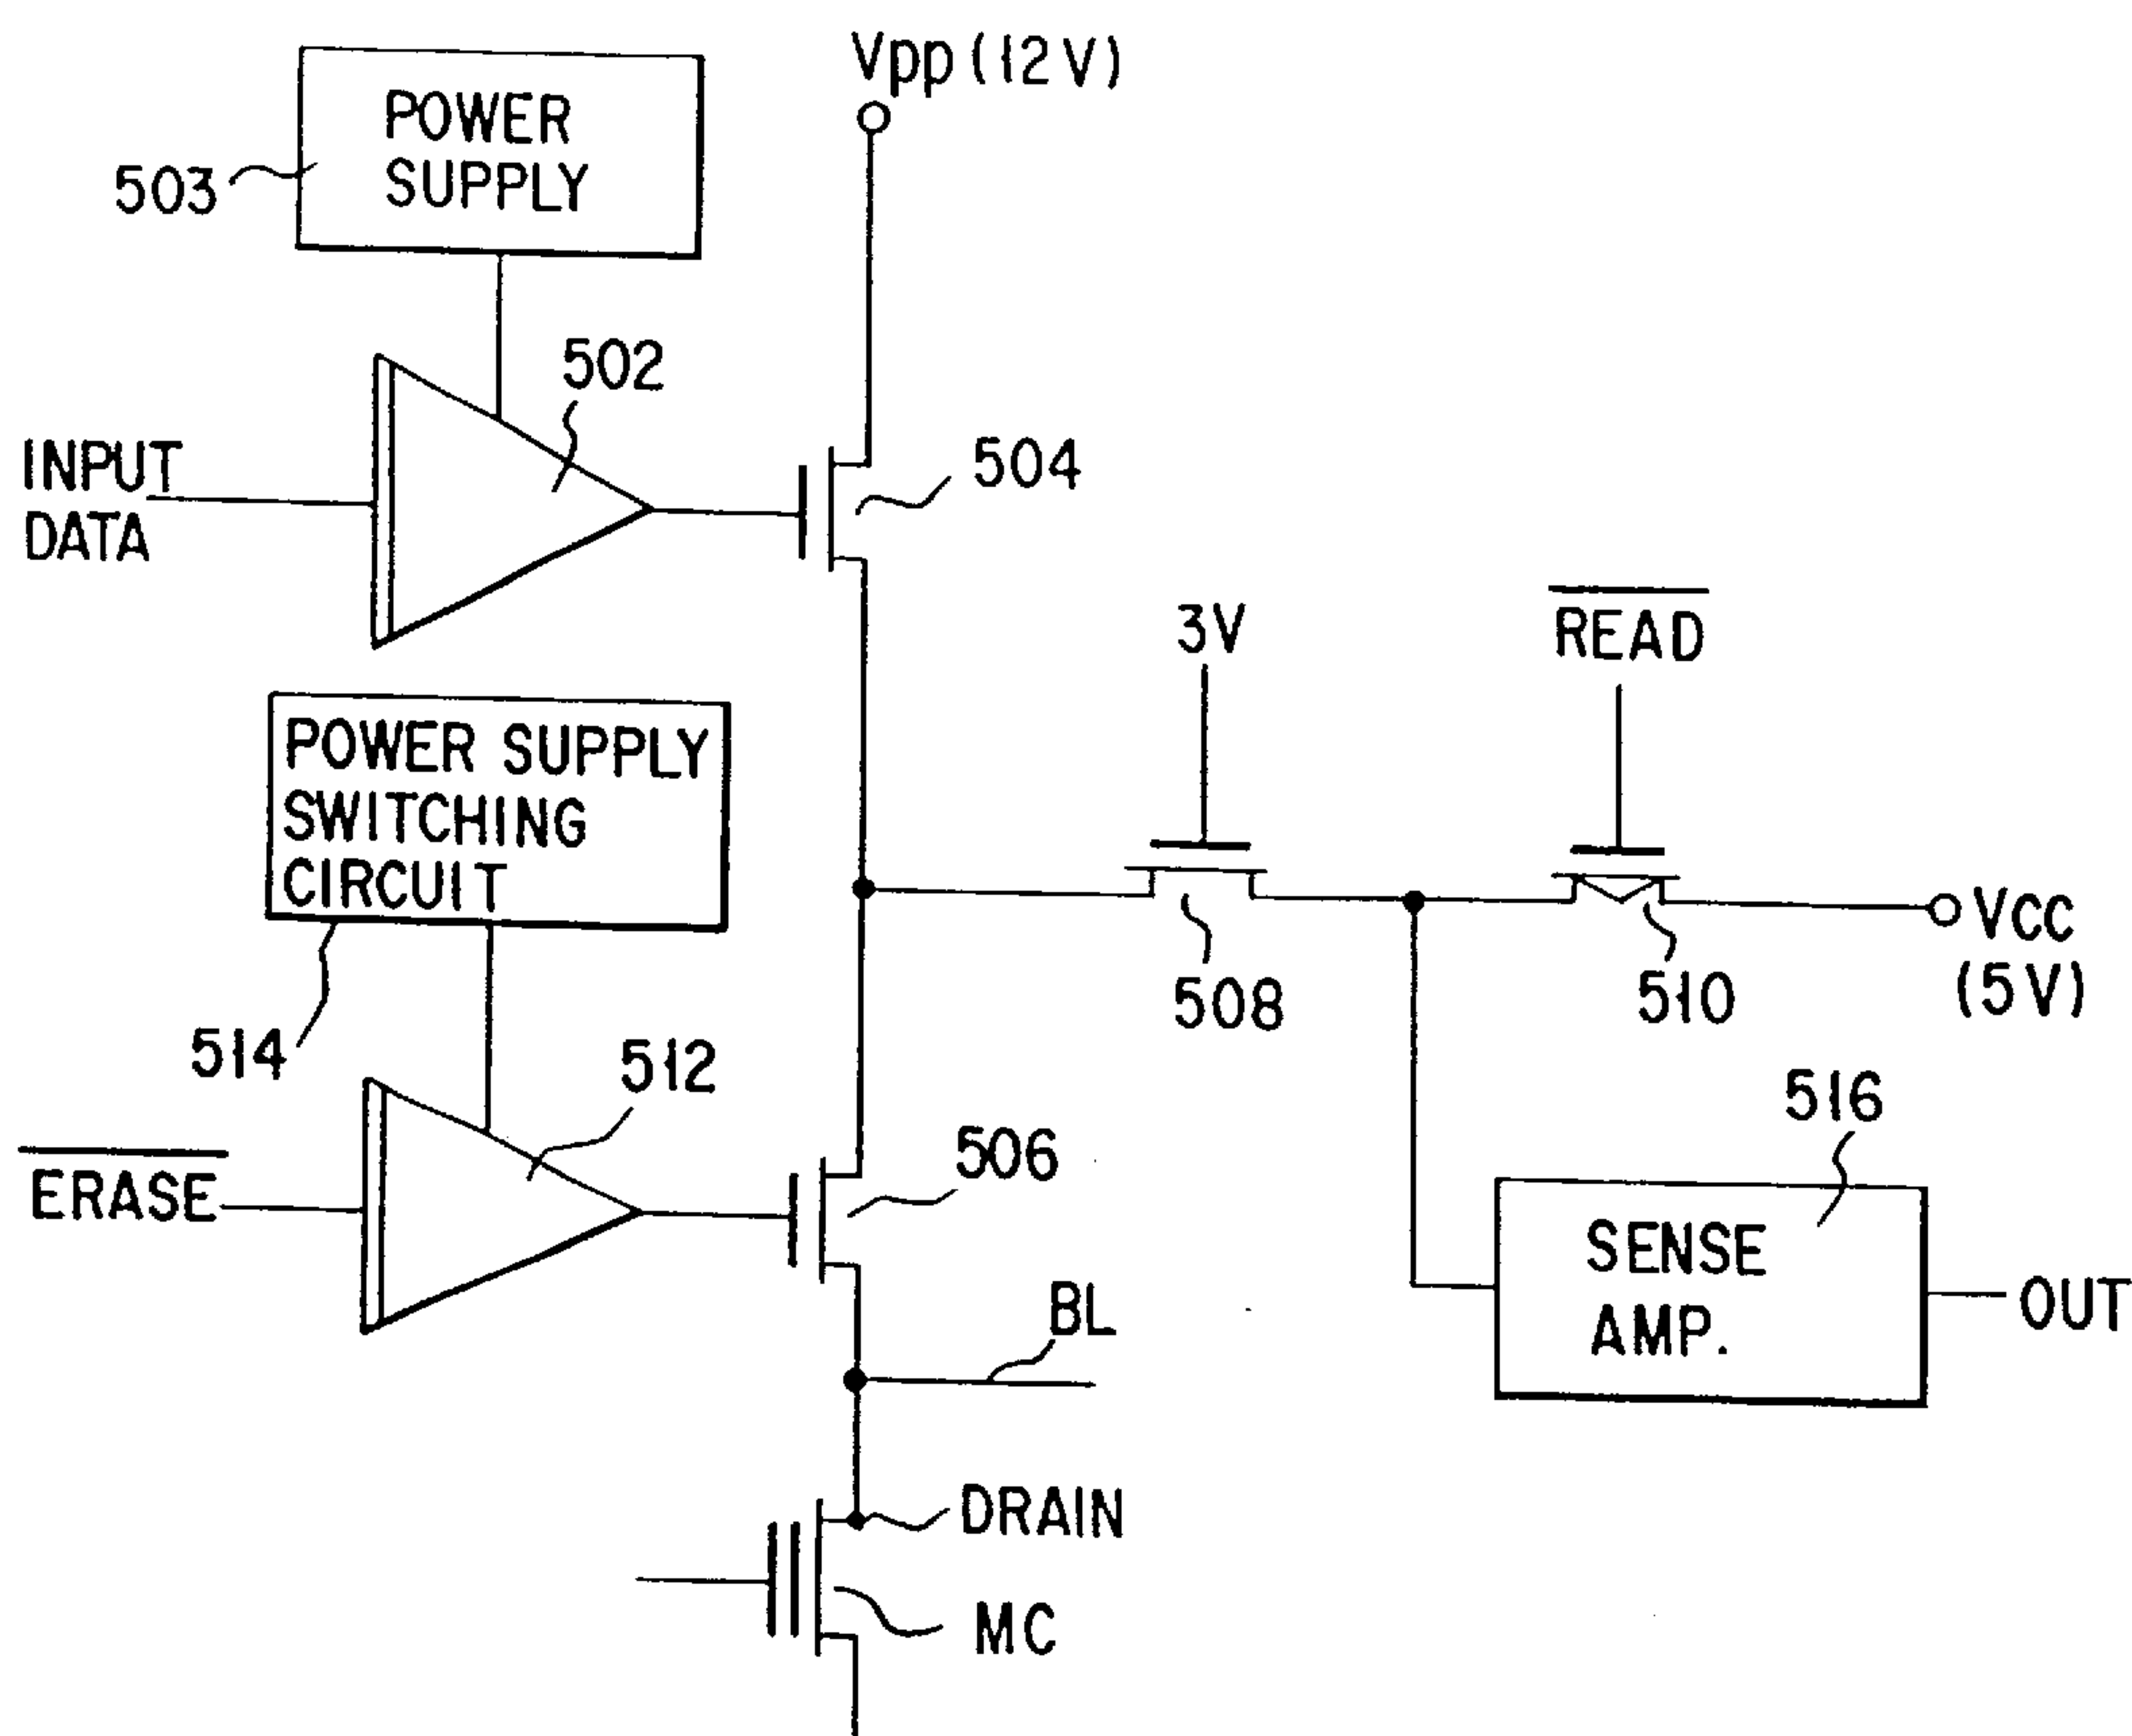 Vpp (12V)
POWER
SUPPLY
503
502
INPUT
DATA
504
3V
READ
POWER SUPPLY
SWITCHING
CIRCUIT
508
510
VCC
(5V)
514
512
516
506
ERASE
SENSE
AMP.
OUT
BL
DRAIN
MC